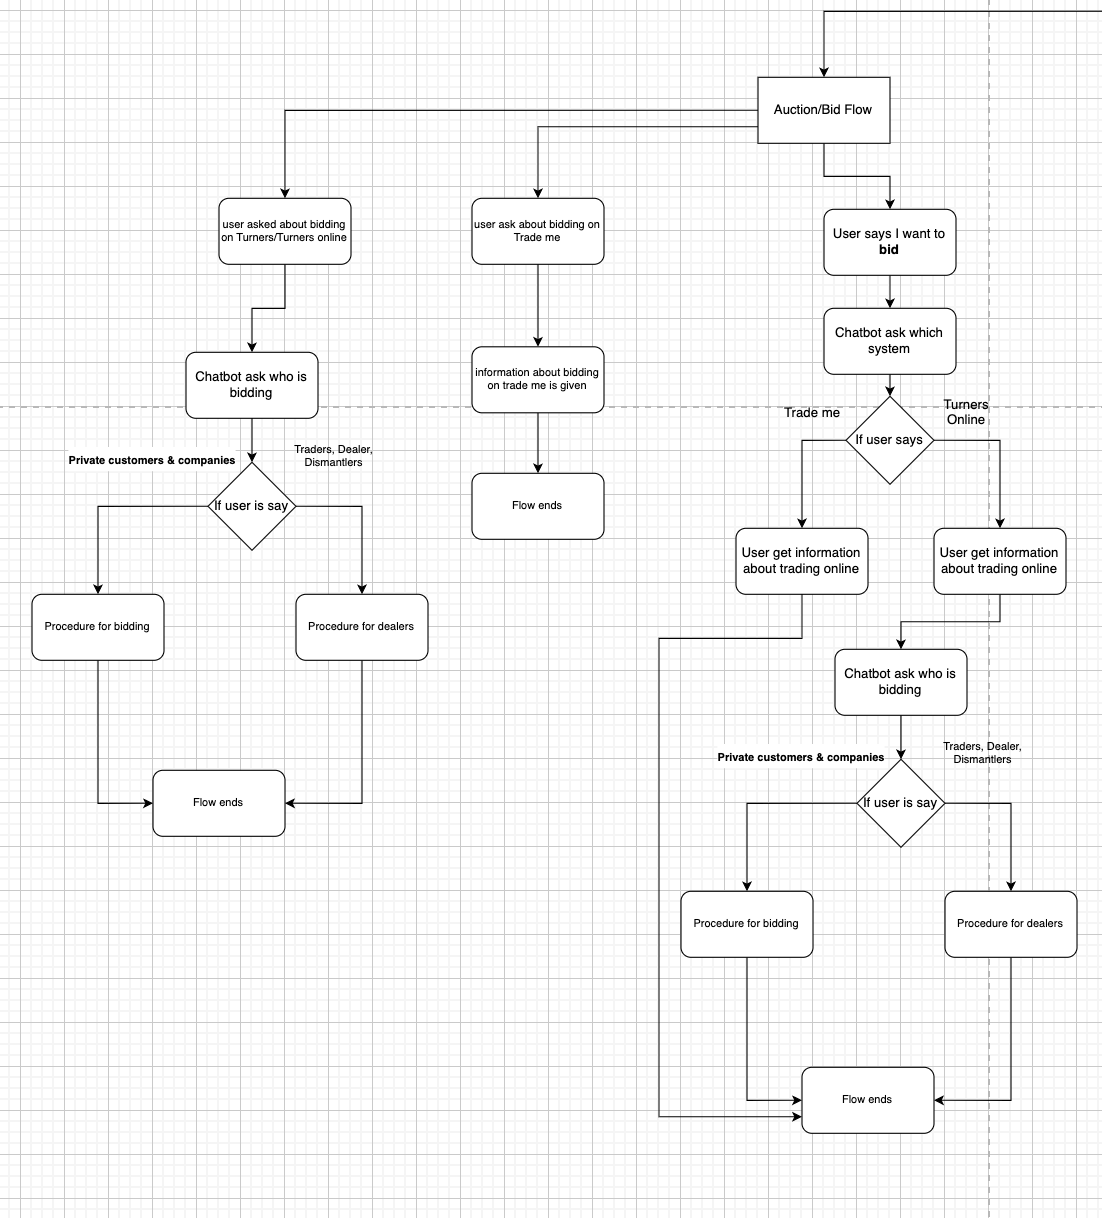 Auction/Bid Flow
user asked about bidding
on Turners/Turners online
user ask about bidding on
Trade me
User says I want to
bid
Chatbot ask who is
bidding
information about bidding
on trade me is given
Chatbot ask which
system
Trade me
Turners
Online
If user says
Private customers & companies
Traders, Dealer,
Dismantlers
If user is say
Flow ends
User get information
about trading online
User get information
about trading online
Procedure for bidding
Procedure for dealers
Chatbot ask who is
bidding
Flow ends
Private customers & companies
Traders, Dealer,
Dismantlers
If user is say
Procedure for bidding
Procedure for dealers
Flow ends